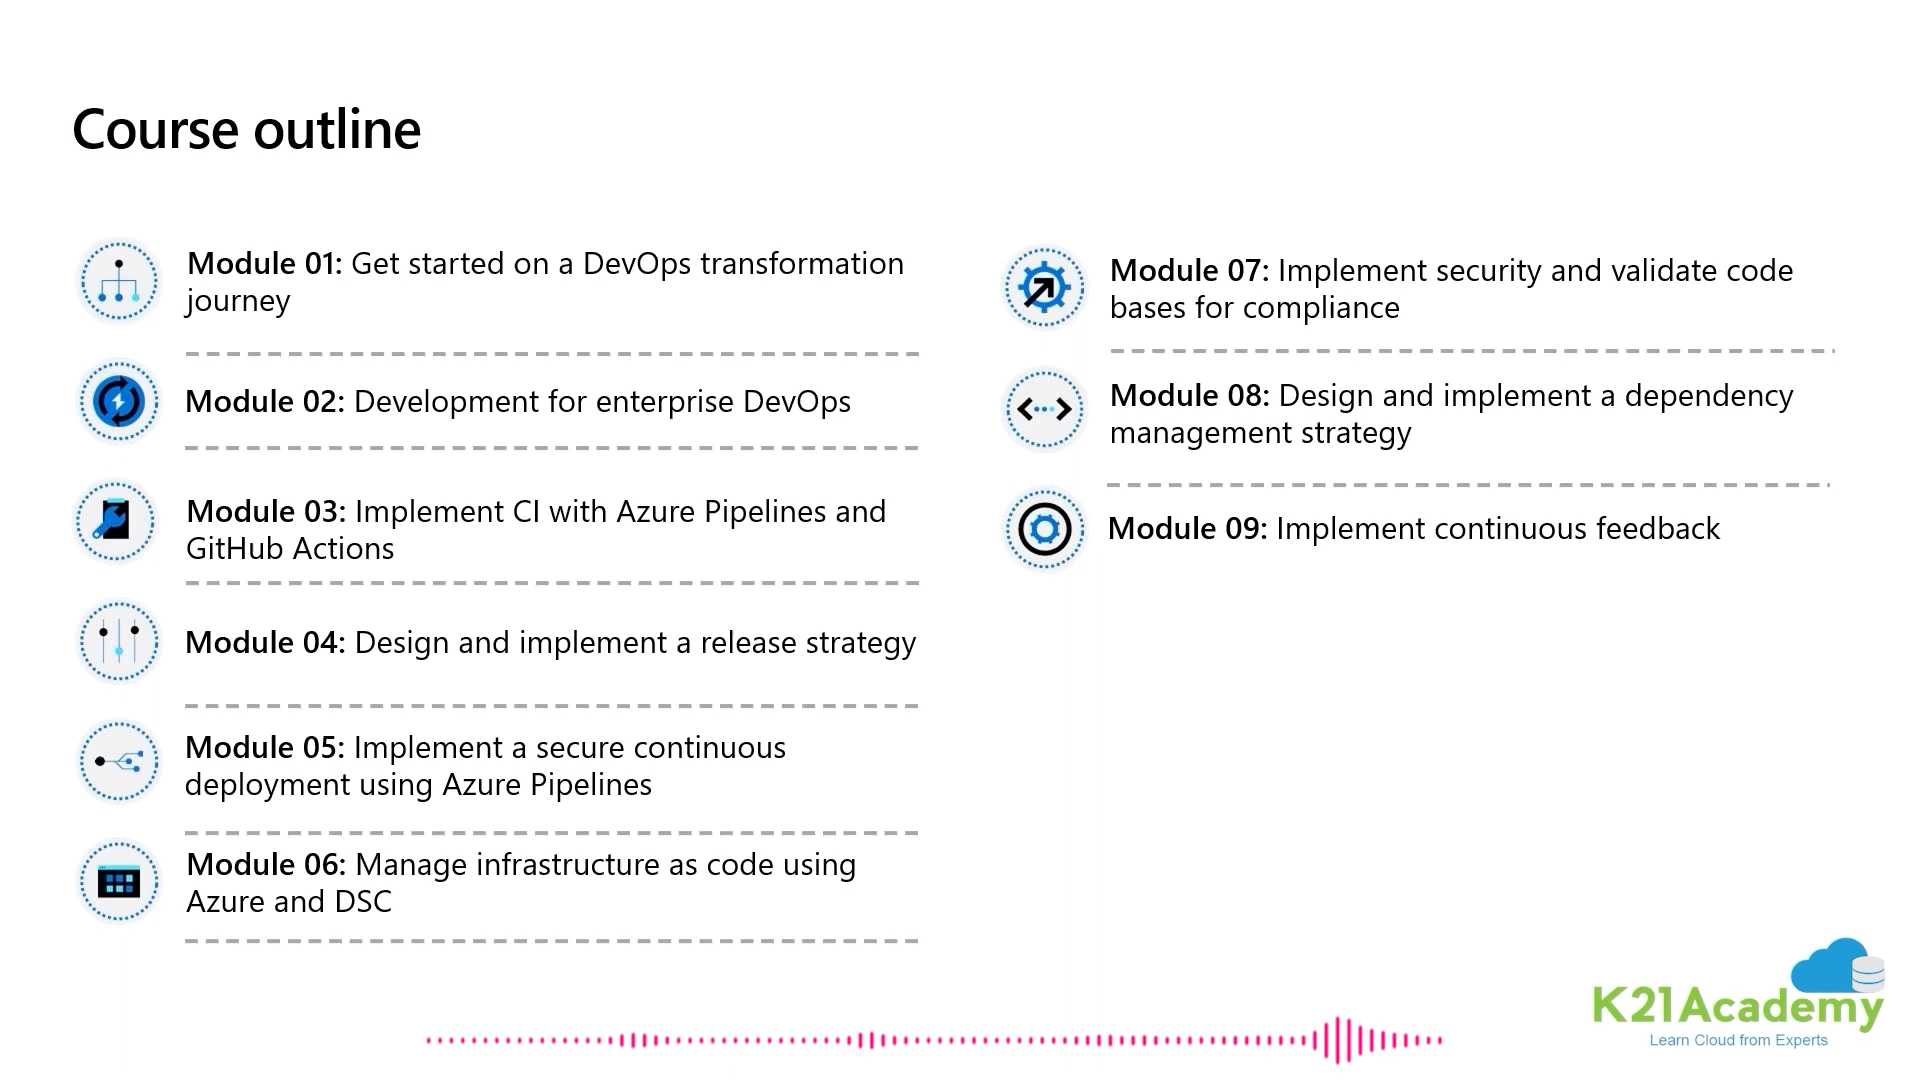 Course outline
Module 01: Get started on a DevOps transformation
journey
Module 02: Development for enterprise DevOps
Module 03: Implement CI with Azure Pipelines and
GitHub Actions
Module 04: Design and implement a release strategy
Module 05: Implement a secure continuous
deployment using Azure Pipelines
Module 06: Manage infrastructure as code using
Azure and DSC
Module 07: Implement security and validate code
bases for compliance
Module 08: Design and implement a dependency
management strategy
Module 09: Implement continuous feedback
K21Academy
Learn Cloud from Experts